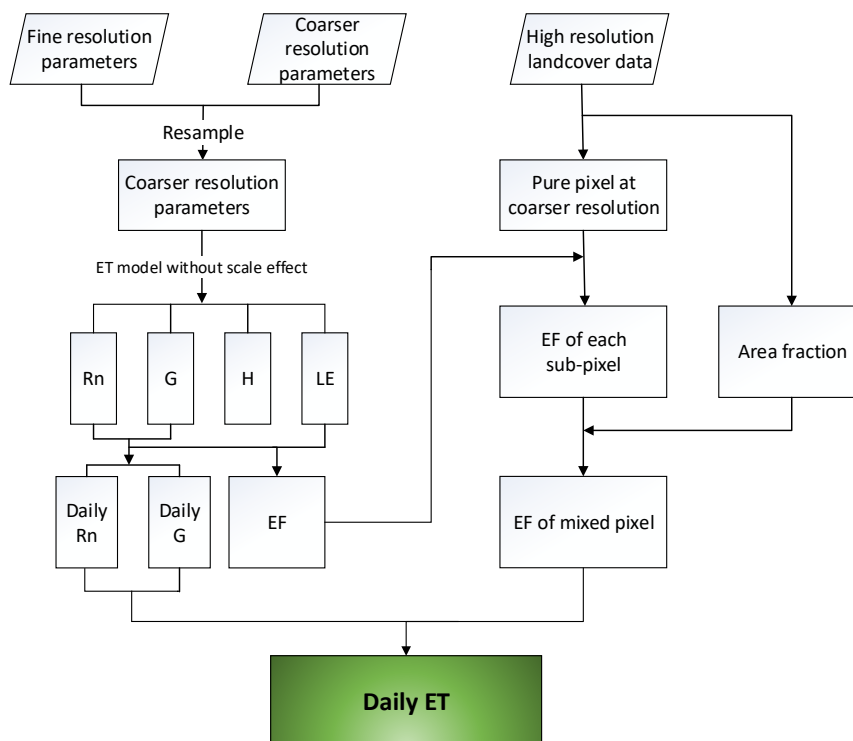 Fine resolution
parameters
Coarser
resolution
parameters
High resolution
landcover data
Resample
Coarser resolution
parameters
Pure pixel at
coarser resolution
ET model without scale effect
Rn
G
H
LE
EF of each
sub-pixel
Area fraction
Daily
Rn
Daily
G
EF
EF of mixed pixel
Daily ET